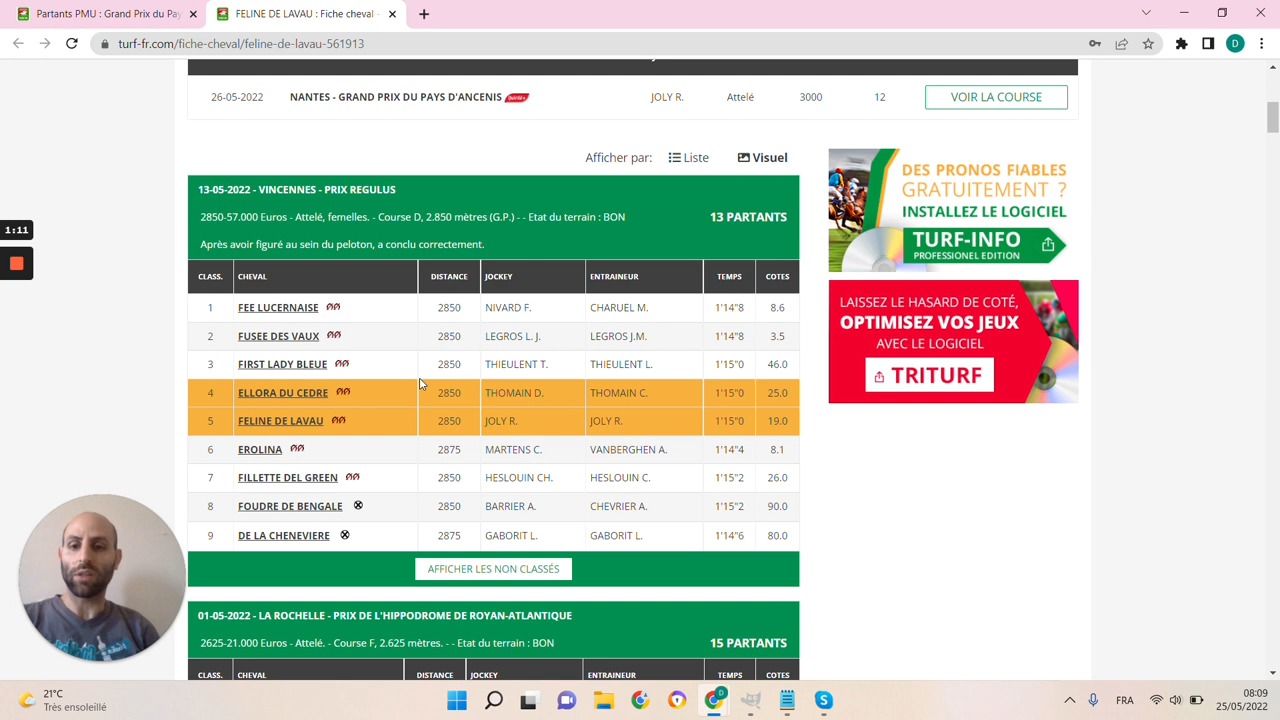 Partants PMU : Grand Prix du Pay
FELINE DE LAVAU : Fiche cheval -
turf-fr.com/fiche-cheval/feline-de-lavau-561913
D
26-05-2022 NANTES - GRAND PRIX DU PAYS D'ANCENIS Quinté+ JOLY R. Attelé 3000 12 VOIR LA COURSE
Afficher par: Liste Visuel
13-05-2022 - VINCENNES - PRIX REGULUS
2850-57.000 Euros - Attelé, femelles. - Course D, 2.850 mètres (G.P.) - - Etat du terrain : BON 13 PARTANTS
Après avoir figuré au sein du peloton, a conclu correctement.
CLASS. CHEVAL DISTANCE JOCKEY ENTRAINEUR TEMPS COTES
1 FEE LUCERNAISE 2850 NIVARD F. CHARUEL M. 1'14"8 8.6
2 FUSEE DES VAUX 2850 LEGROS L. J. LEGROS J.M. 1'14"8 3.5
3 FIRST LADY BLEUE 2850 THIEULENT T. THIEULENT L. 1'15"0 46.0
4 ELLORA DU CEDRE 2850 THOMAIN D. THOMAIN C. 1'15"0 25.0
5 FELINE DE LAVAU 2850 JOLY R. JOLY R. 1'15"0 19.0
6 EROLINA 2875 MARTENS C. VANBERGHEN A. 1'14"4 8.1
7 FILLETTE DEL GREEN 2850 HESLOUIN CH. HESLOUIN C. 1'15"2 26.0
8 FOUDRE DE BENGALE 2850 BARRIER A. CHEVRIER A. 1'15"2 90.0
9 DE LA CHENEVIERE 2875 GABORIT L. GABORIT L. 1'14"6 80.0
AFFICHER LES NON CLASSÉS
01-05-2022 - LA ROCHELLE - PRIX DE L'HIPPODROME DE ROYAN-ATLANTIQUE
2625-21.000 Euros - Attelé. - Course F, 2.625 mètres. - - Etat du terrain : BON 15 PARTANTS
CLASS. CHEVAL DISTANCE JOCKEY ENTRAINEUR TEMPS COTES
DES PRONOS FIABLES
GRATUITEMENT ?
INSTALLEZ LE LOGICIEL
TURF-INFO
PROFESSIONEL EDITION
LAISSEZ LE HASARD DE COTÉ,
OPTIMISEZ VOS JEUX
AVEC LE LOGICIEL
TRITURF
1:11
21°C
Très ensoleillé
D
FRA
08:09
25/05/2022